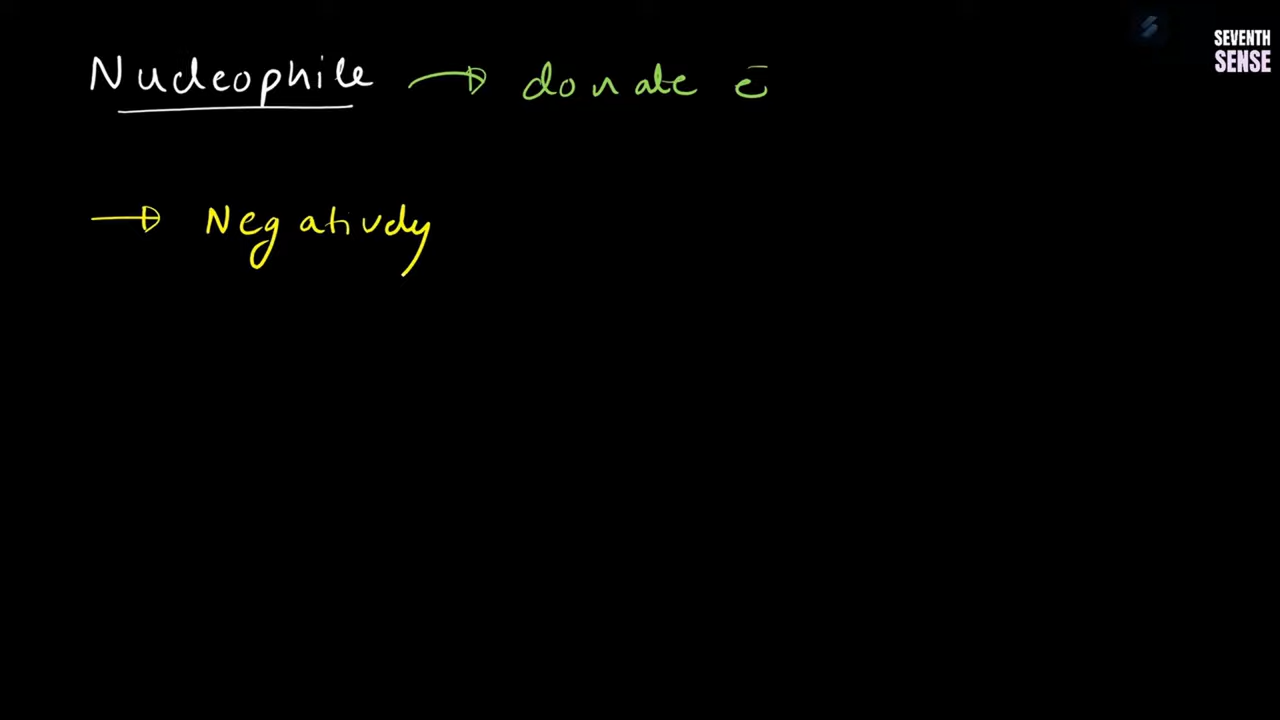 Nucleophile → donate ē
→ Negatively
SEVENTH
SENSE